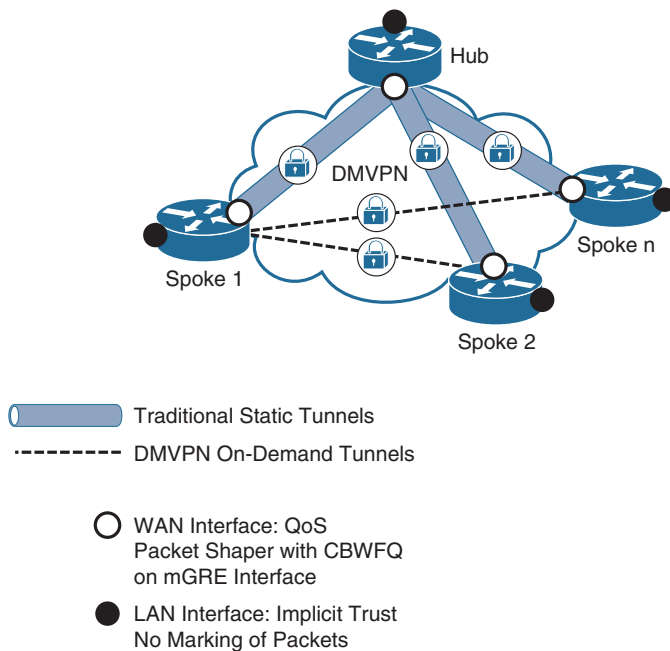 Hub
DMVPN
Spoke 1
Spoke n
Spoke 2
Traditional Static Tunnels
DMVPN On-Demand Tunnels
WAN Interface: QoS
Packet Shaper with CBWFQ
on mGRE Interface
LAN Interface: Implicit Trust
No Marking of Packets